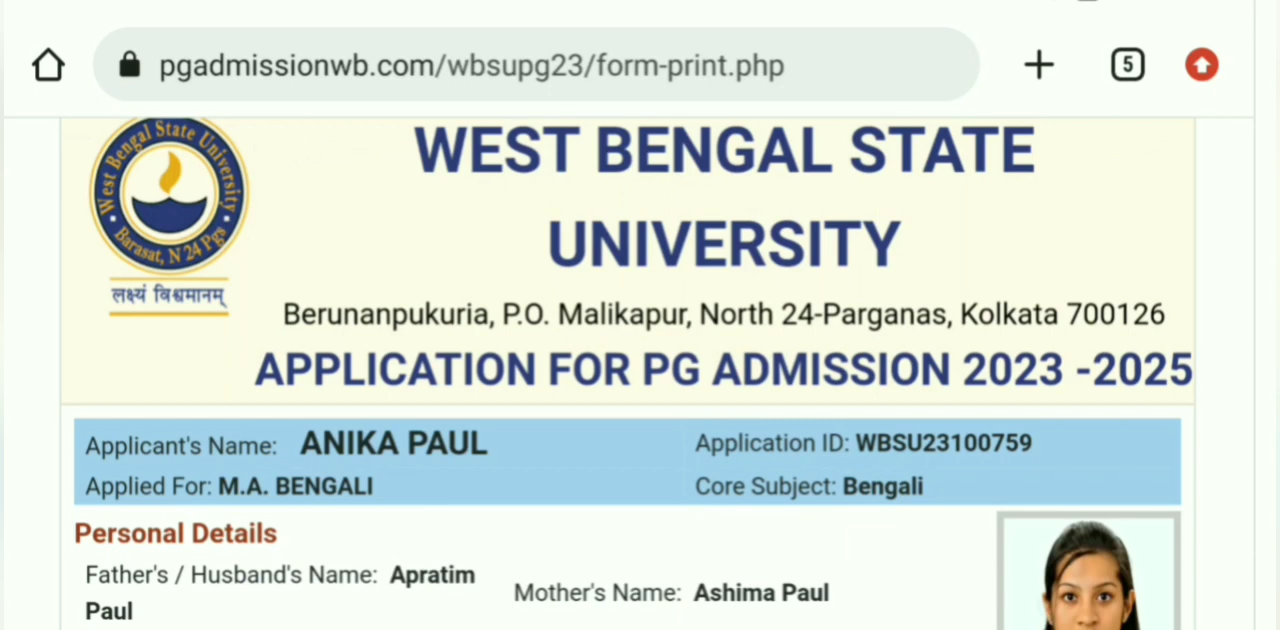 pgadmissionwb.com/wbsupg23/form-print.php
5
West Bengal State University
Barasat, N 24 Pgs
लक्ष्यं विश्वमानम्
WEST BENGAL STATE
UNIVERSITY
Berunanpukuria, P.O. Malikapur, North 24-Parganas, Kolkata 700126
APPLICATION FOR PG ADMISSION 2023 -2025
Applicant's Name: ANIKA PAUL
Application ID: WBSU23100759
Applied For: M.A. BENGALI
Core Subject: Bengali
Personal Details
Father's / Husband's Name: Apratim
Paul
Mother's Name: Ashima Paul